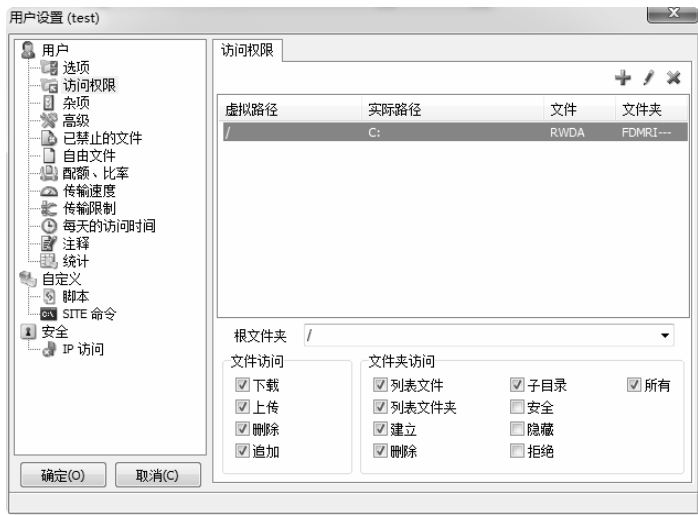 用户设置 (test)
用户
选项
访问权限
杂项
高级
已禁止的文件
自由文件
配额、比率
传输速度
传输限制
每天的访问时间
注释
统计
自定义
脚本
SITE 命令
安全
IP 访问
确定(O) 取消(C)
访问权限
虚拟路径 实际路径 文件 文件夹
/ C: RWDA FDMRI---
根文件夹 /
文件访问
下载
上传
删除
追加
文件夹访问
列表文件 子目录 所有
列表文件夹 安全
建立 隐藏
删除 拒绝